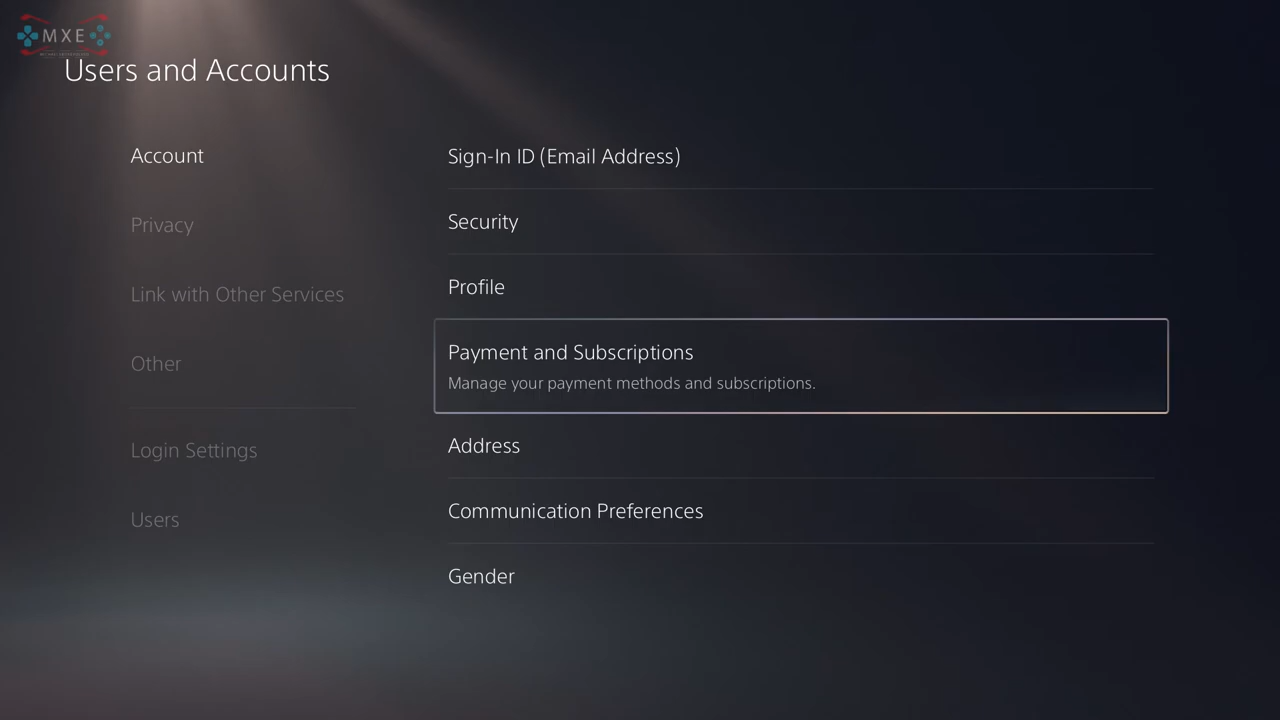 MXE
Users and Accounts
Account
Privacy
Link with Other Services
Other
Login Settings
Users
Sign-In ID (Email Address)
Security
Profile
Payment and Subscriptions
Manage your payment methods and subscriptions.
Address
Communication Preferences
Gender